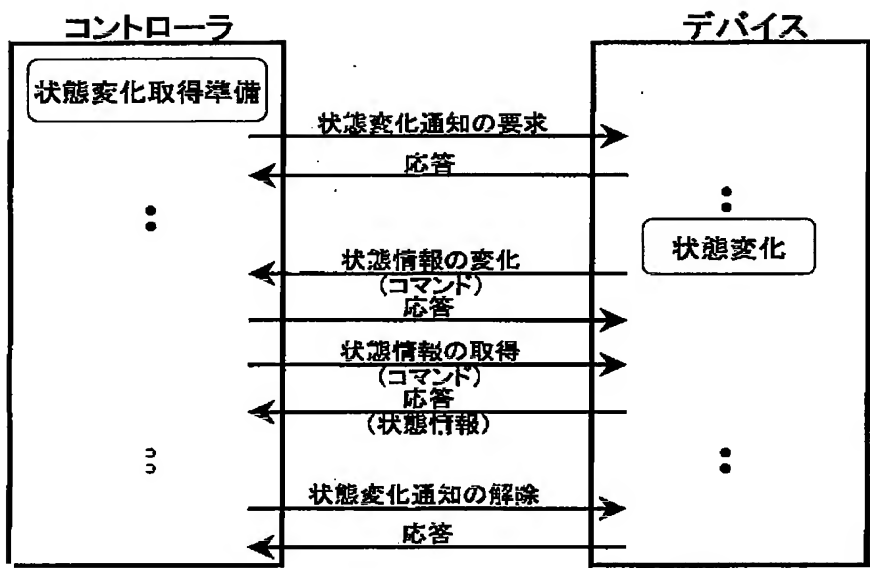 コントローラ
デバイス
状態変化取得準備
状態変化通知の要求
応答
状態変化
状態情報の変化
(コマンド)
応答
状態情報の取得
(コマンド)
応答
(状態情報)
状態変化通知の解除
応答